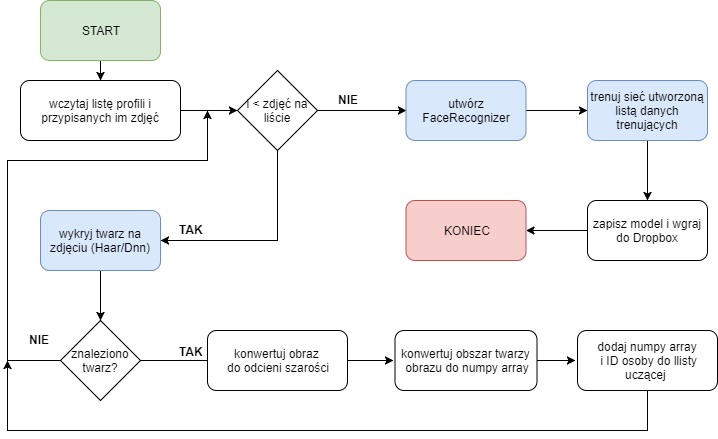 START
wczytaj listę profili i
przypisanych im zdjęć
I < zdjęć na
liście
NIE
utwórz
FaceRecognizer
trenuj sieć utworzoną
listą danych
trenujących
zapisz model i wgraj
do Dropbox
KONIEC
TAK
wykryj twarz na
zdjęciu (Haar/Dnn)
znaleziono
twarz?
NIE
TAK
konwertuj obraz
do odcieni szarości
konwertuj obszar twarzy
obrazu do numpy array
dodaj numpy array
i ID osoby do llisty
uczącej